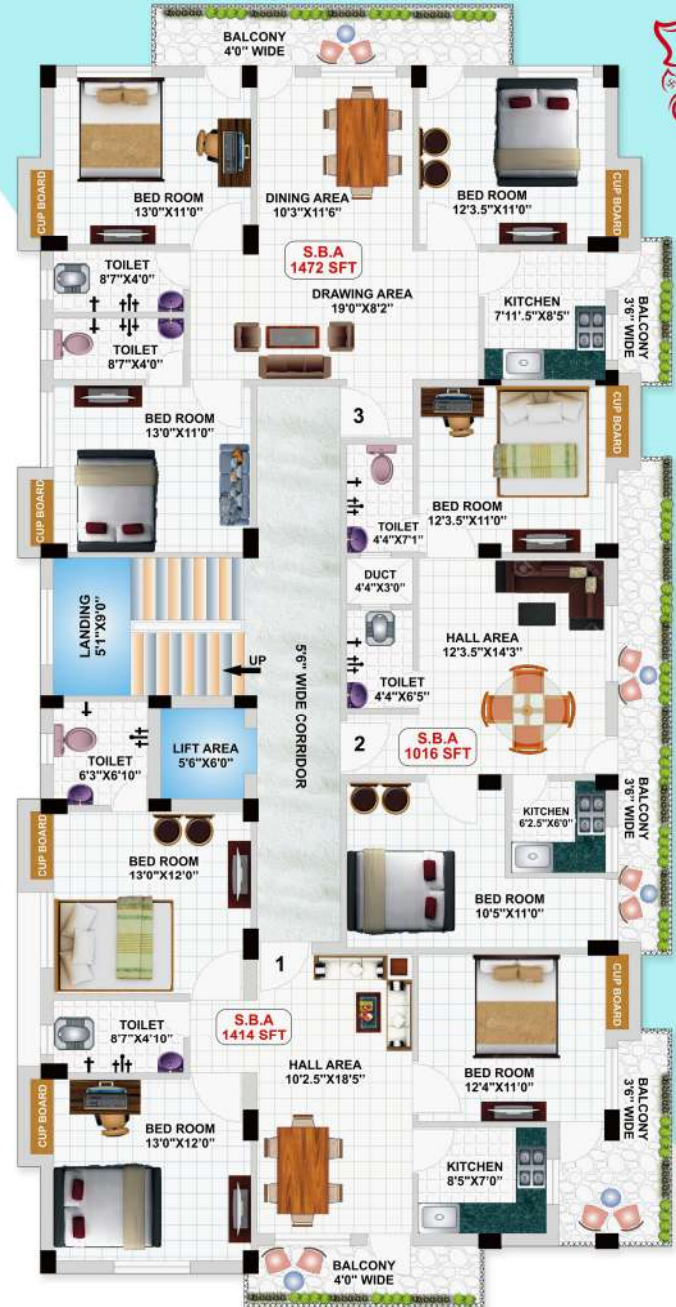 BALCONY
4'0" WIDE
CUP BOARD
BED ROOM
13'0"X11'0"
DINING AREA
10'3"X11'6"
BED ROOM
12'3.5"X11'0"
CUP BOARD
S.B.A
1472 SFT
TOILET
8'7"X4'0"
DRAWING AREA
19'0"X8'2"
KITCHEN
7'11'.5"X8'5"
BALCONY
3'6" WIDE
TOILET
8'7"X4'0"
BED ROOM
13'0"X11'0"
3
CUP BOARD
CUP BOARD
BED ROOM
12'3.5"X11'0"
TOILET
4'4"X7'1"
DUCT
4'4"X3'0"
LANDING
5'1"X9'0"
UP
5'6" WIDE CORRIDOR
HALL AREA
12'3.5"X14'3"
TOILET
4'4"X6'5"
2
S.B.A
1016 SFT
TOILET
6'3"X6'10"
LIFT AREA
5'6"X6'0"
KITCHEN
6'2.5"X6'0"
BALCONY
3'6" WIDE
CUP BOARD
BED ROOM
13'0"X12'0"
BED ROOM
10'5"X11'0"
1
CUP BOARD
TOILET
8'7"X4'10"
S.B.A
1414 SFT
HALL AREA
10'2.5"X18'5"
BED ROOM
12'4"X11'0"
BALCONY
3'6" WIDE
CUP BOARD
BED ROOM
13'0"X12'0"
KITCHEN
8'5"X7'0"
BALCONY
4'0" WIDE